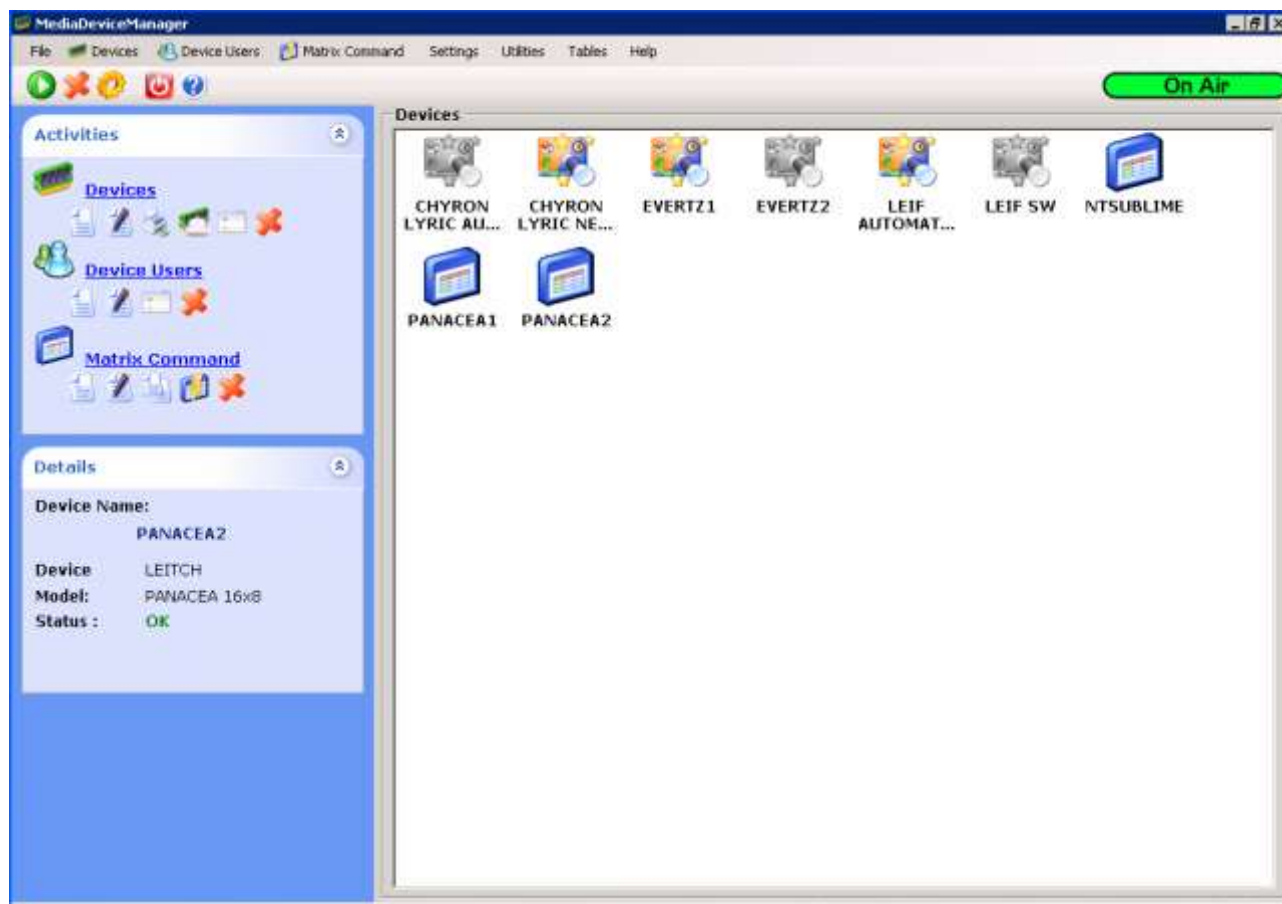 MediaDeviceManager
File Devices Device Users Matrix Command Settings Utilities Tables Help
On Air
Activities
Devices
Device Users
Matrix Command
Details
Device Name:
PANACEA2
Device LEITCH
Model: PANACEA 16x8
Status : OK
Devices
CHYRON LYRIC AU...
CHYRON LYRIC NE...
EVERTZ1
EVERTZ2
LEIF AUTOMAT...
LEIF SW
NTSUBLIME
PANACEA1
PANACEA2